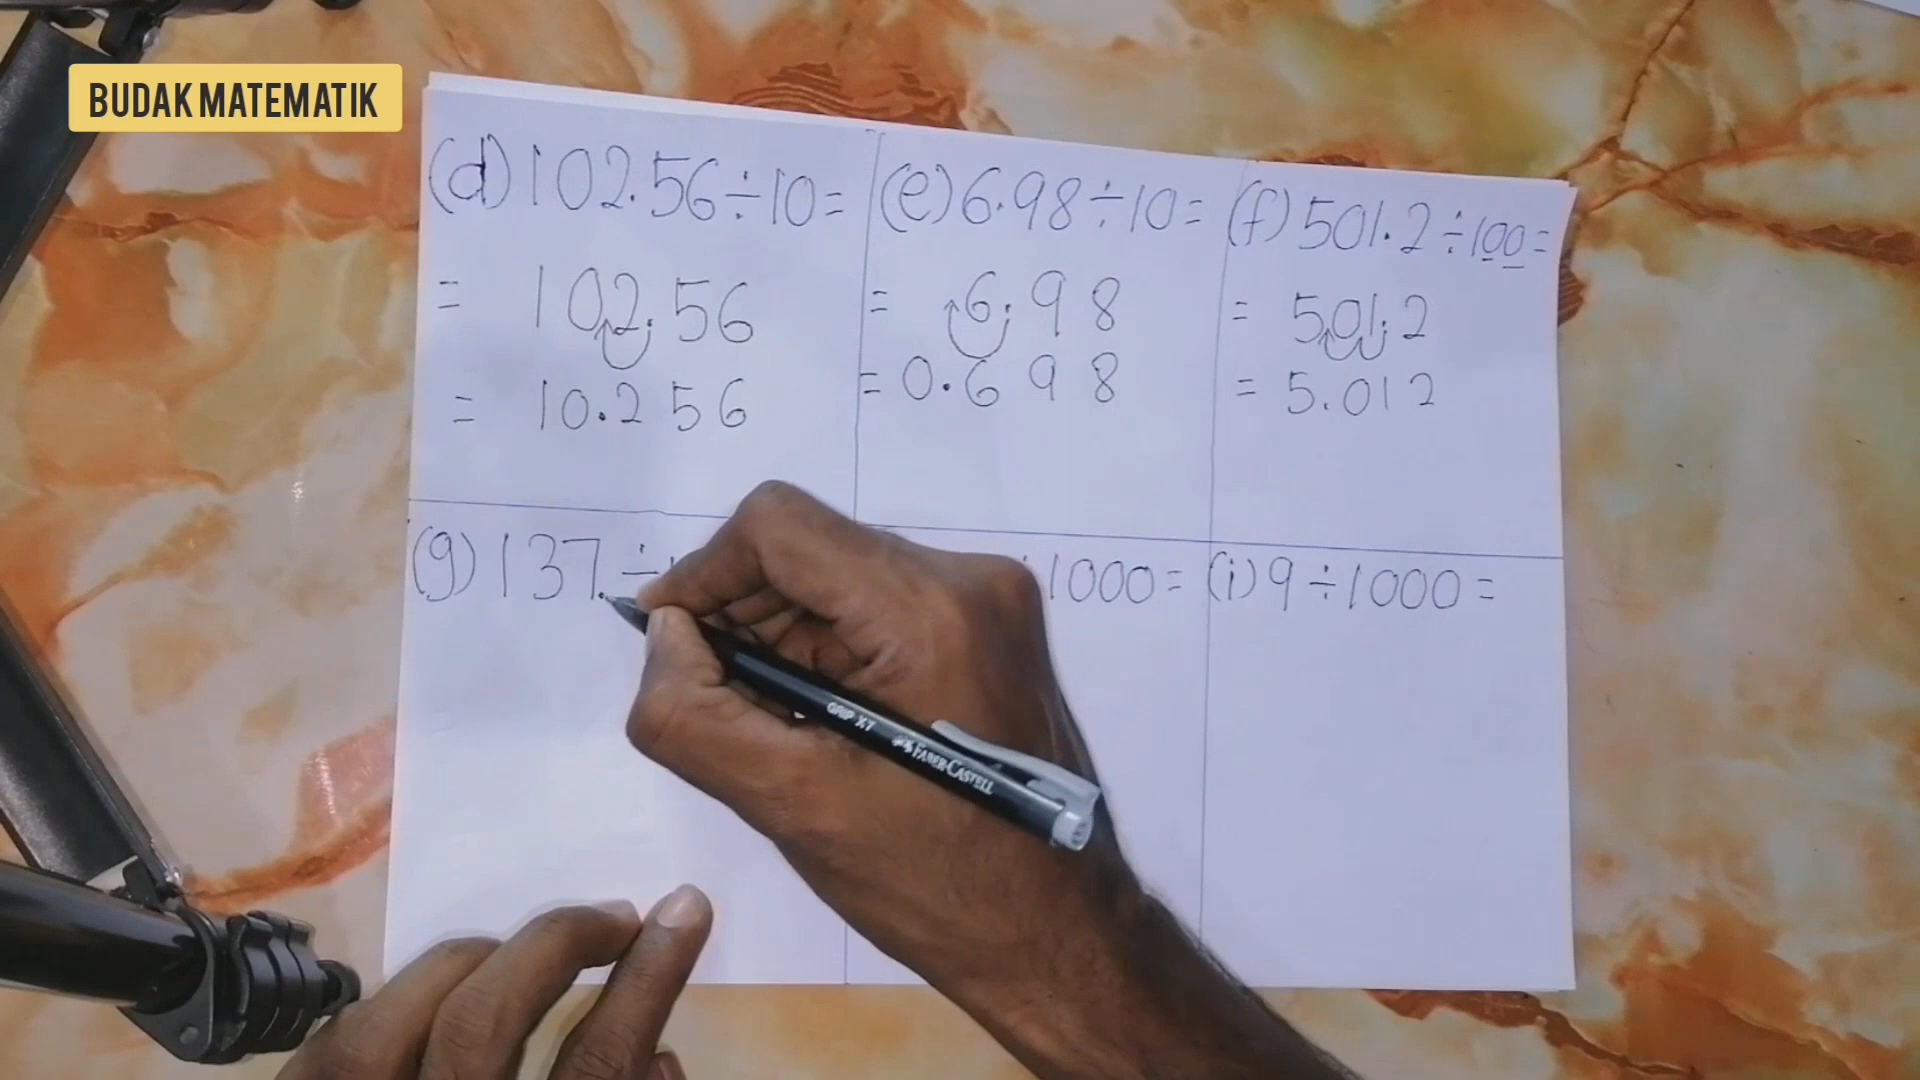 BUDAK MATEMATIK
(d) 102.56 ÷ 10 =
= 102.56
= 10.256
(e) 6.98 ÷ 10 =
= 6.98
= 0.698
(f) 501.2 ÷ 100 =
= 501.2
= 5.012
(g) 137. ÷
1000 =
(i) 9 ÷ 1000 =
GRIP X7 FABER-CASTELL